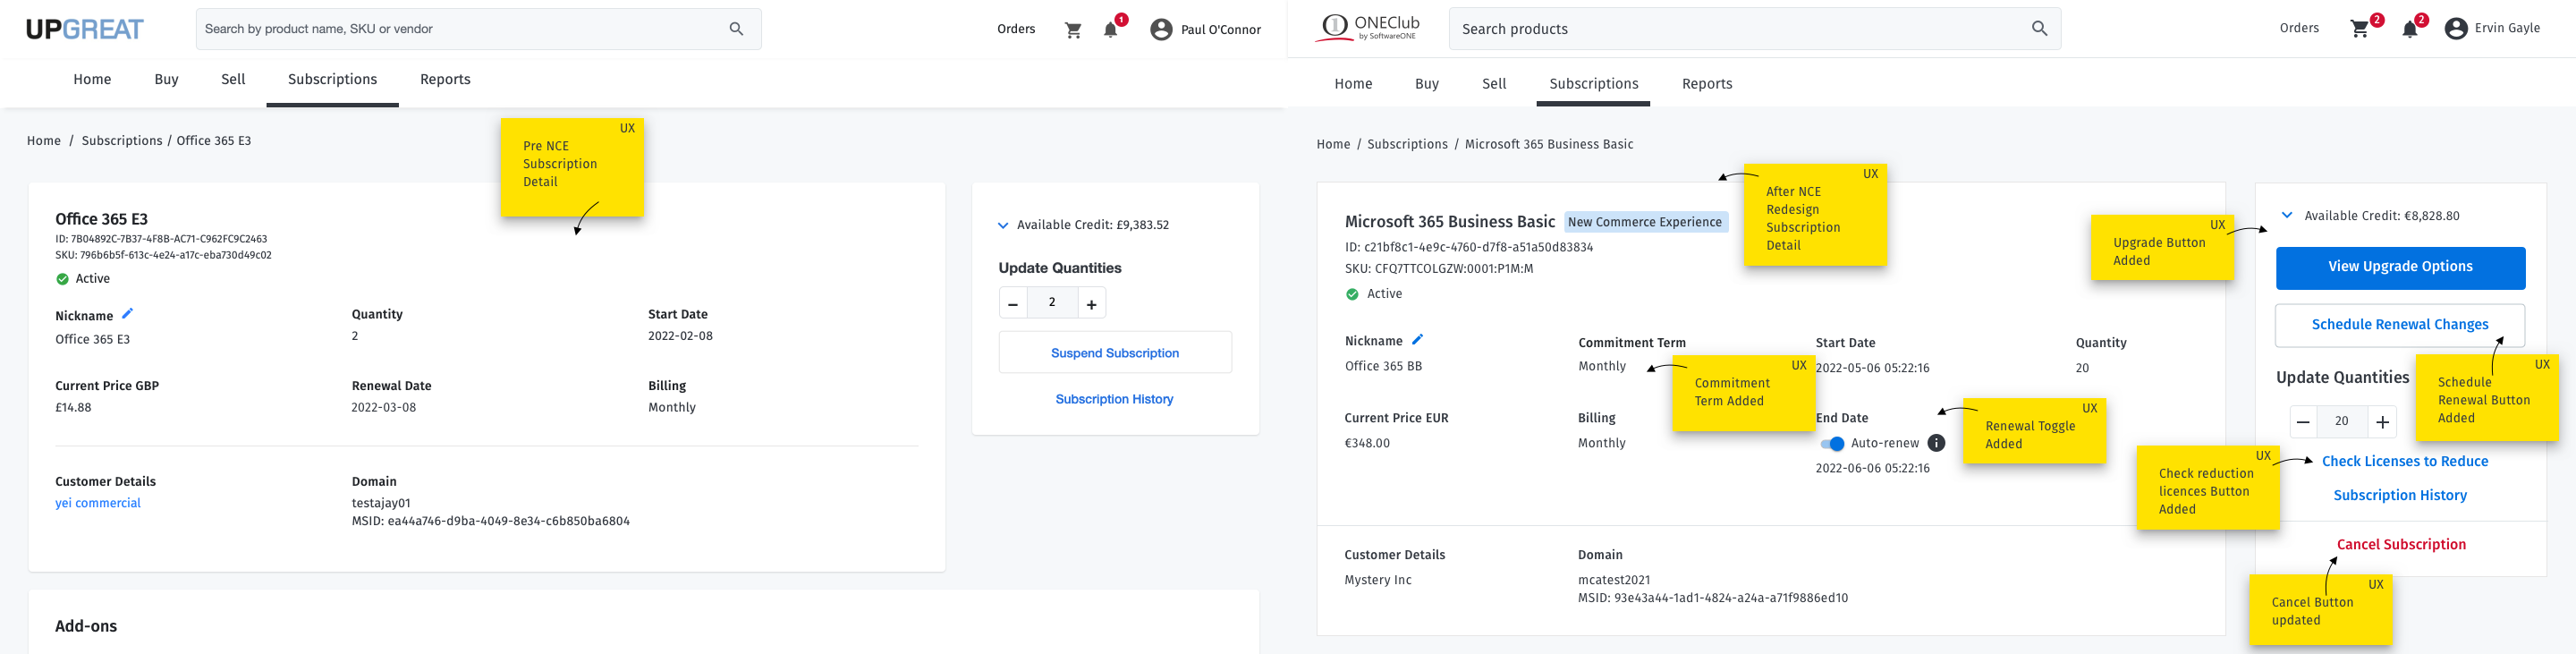 UPGREAT
Search by product name, SKU or vendor
Orders
1
Paul O'Connor
Home
Buy
Sell
Subscriptions
Reports
Home / Subscriptions / Office 365 E3
UX
Pre NCE
Subscription
Detail
Office 365 E3
ID: 7B04892C-7B37-4F8B-AC71-C962FC9C2463
SKU: 796b6b5f-613c-4e24-a17c-eba730d49c02
Active
Nickname
Office 365 E3
Quantity
2
Start Date
2022-02-08
Current Price GBP
£14.88
Renewal Date
2022-03-08
Billing
Monthly
Customer Details
yei commercial
Domain
testajay01
MSID: ea44a746-d9ba-4049-8e34-c6b850ba6804
Available Credit: £9,383.52
Update Quantities
2
Suspend Subscription
Subscription History
Add-ons
ONEClub
by SoftwareONE
Search products
Orders
2
2
Ervin Gayle
Home
Buy
Sell
Subscriptions
Reports
Home / Subscriptions / Microsoft 365 Business Basic
UX
After NCE
Redesign
Subscription
Detail
Microsoft 365 Business Basic
New Commerce Experience
ID: c21bf8c1-4e9c-4760-d7f8-a51a50d83834
SKU: CFQ7TTCOLGZW:0001:P1M:M
Active
Nickname
Office 365 BB
Commitment Term
Monthly
UX
Commitment
Term Added
Start Date
2022-05-06 05:22:16
Quantity
20
Current Price EUR
€348.00
Billing
Monthly
End Date
Auto-renew
2022-06-06 05:22:16
UX
Renewal Toggle
Added
Customer Details
Mystery Inc
Domain
mcatest2021
MSID: 93e43a44-1ad1-4824-a24a-a71f9886ed10
UX
Upgrade Button
Added
Available Credit: €8,828.80
View Upgrade Options
Schedule Renewal Changes
UX
Schedule
Renewal Button
Added
Update Quantities
20
UX
Check reduction
licences Button
Added
Check Licenses to Reduce
Subscription History
Cancel Subscription
UX
Cancel Button
updated